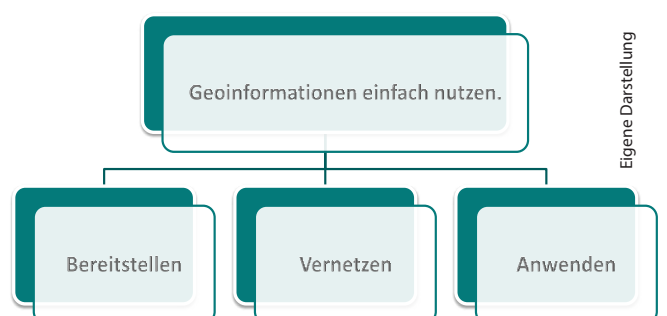 Geoinformationen einfach nutzen.
Eigene Darstellung
Bereitstellen
Vernetzen
Anwenden